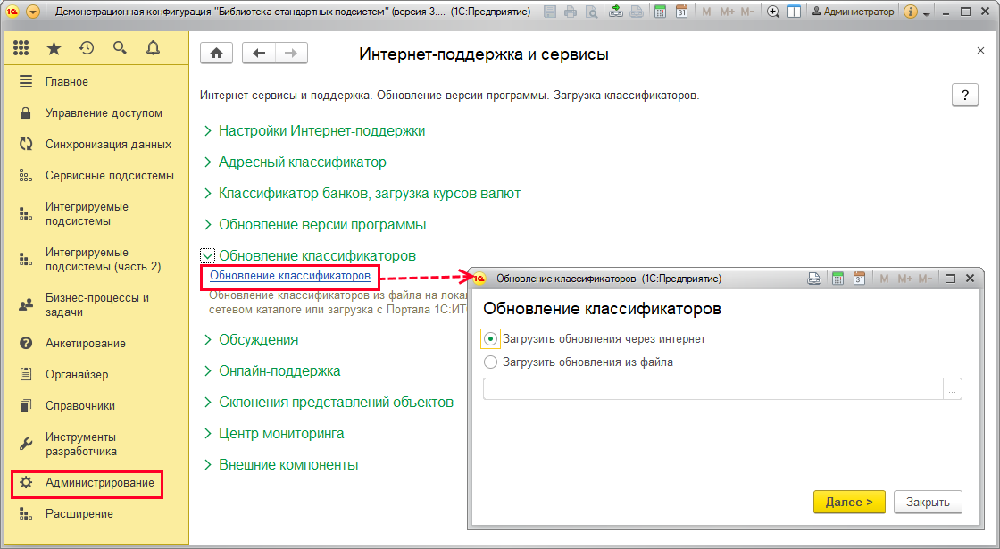 Демонстрационная конфигурация "Библиотека стандартных подсистем" (версия 3.... (1С:Предприятие)
M M+ M-
Администратор
Главное
Управление доступом
Синхронизация данных
Сервисные подсистемы
Интегрируемые
подсистемы
Интегрируемые
подсистемы (часть 2)
Бизнес-процессы и
задачи
Анкетирование
Органайзер
Справочники
Инструменты
разработчика
Администрирование
Расширение
Интернет-поддержка и сервисы
Интернет-сервисы и поддержка. Обновление версии программы. Загрузка классификаторов.
?
Настройки Интернет-поддержки
Адресный классификатор
Классификатор банков, загрузка курсов валют
Обновление версии программы
Обновление классификаторов
Обновление классификаторов
Обновление классификаторов из файла на лока
сетевом каталоге или загрузка с Портала 1С:ИТС
Обсуждения
Онлайн-поддержка
Склонения представлений объектов
Центр мониторинга
Внешние компоненты
Обновление классификаторов (1С:Предприятие)
31 M M+ M-
Обновление классификаторов
Загрузить обновления через интернет
Загрузить обновления из файла
...
Далее > Закрыть